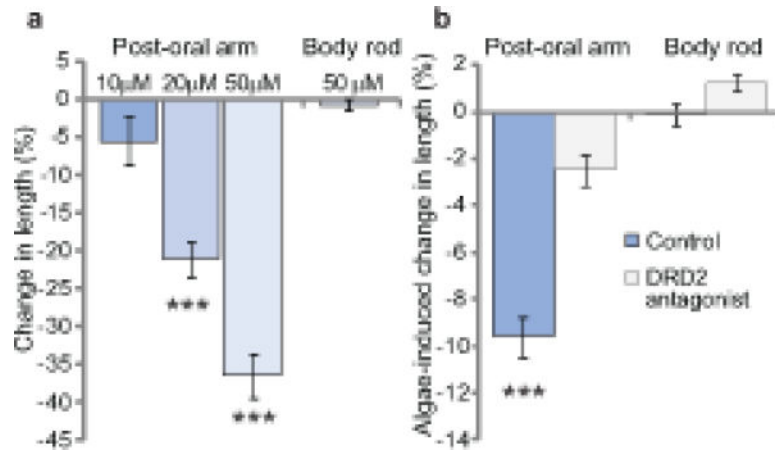 a
Post-oral arm Body rod
10µM 20µM 50µM 50 µM
Change in length (%)
5
0
-5
-10
-15
-20
-25
-30
-35
-40
-45
***
***
b
Post-oral arm Body rod
Algae-induced change in length (%)
2
0
-2
-4
-6
-8
-10
-12
-14
Control
DRD2
antagonist
***